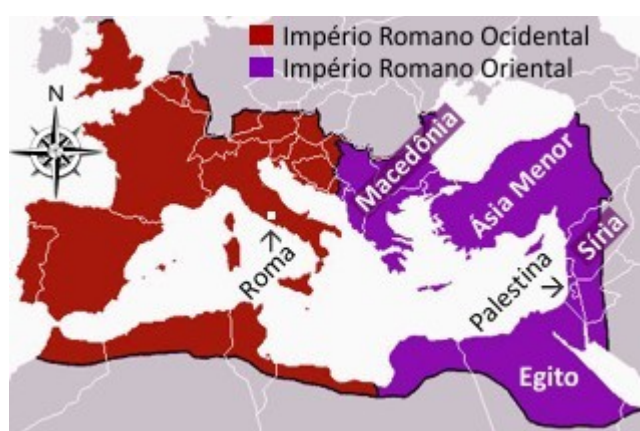 Império Romano Ocidental
Império Romano Oriental
N
Macedônia
Ásia Menor
Síria
Roma
Palestina
Egito